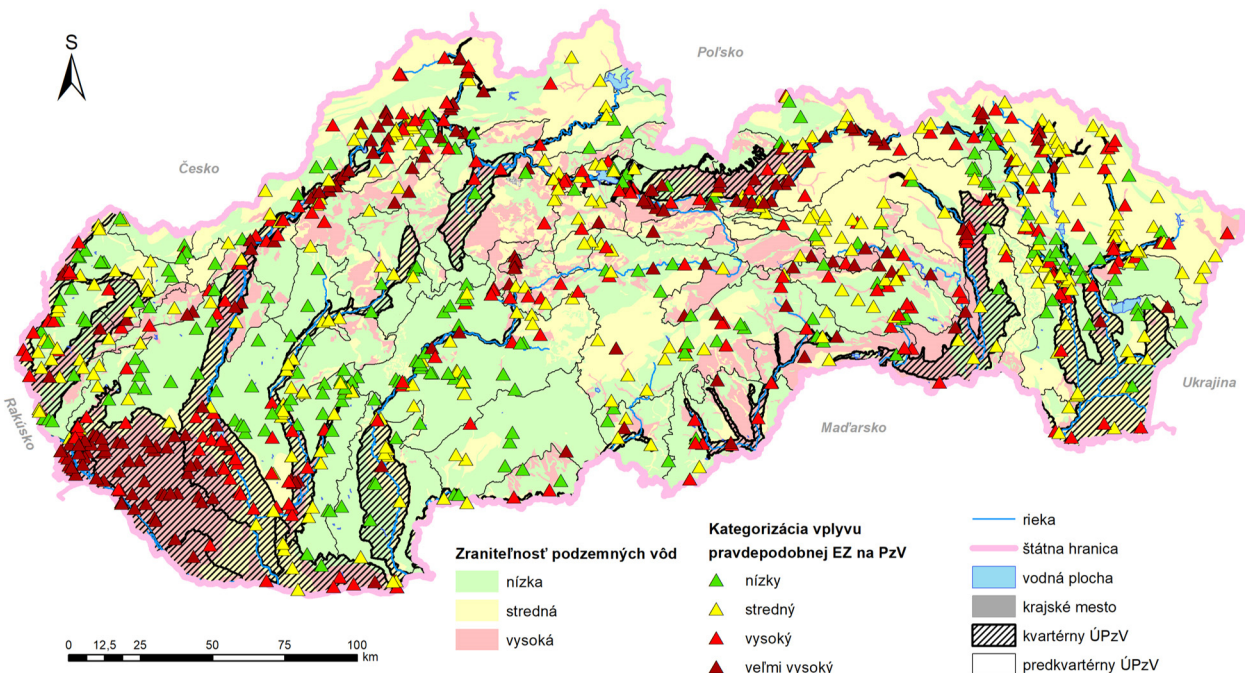 S
Poľsko
Česko
Rakúsko
Maďarsko
Ukrajina
Zraniteľnosť podzemných vôd
nízka
stredná
vysoká
Kategorizácia vplyvu
pravdepodobnej EZ na PzV
nízky
stredný
vysoký
veľmi vysoký
rieka
štátna hranica
vodná plocha
krajské mesto
kvartérny ÚPzV
predkvartérny ÚPzV
0 12,5 25 50 75 100
km